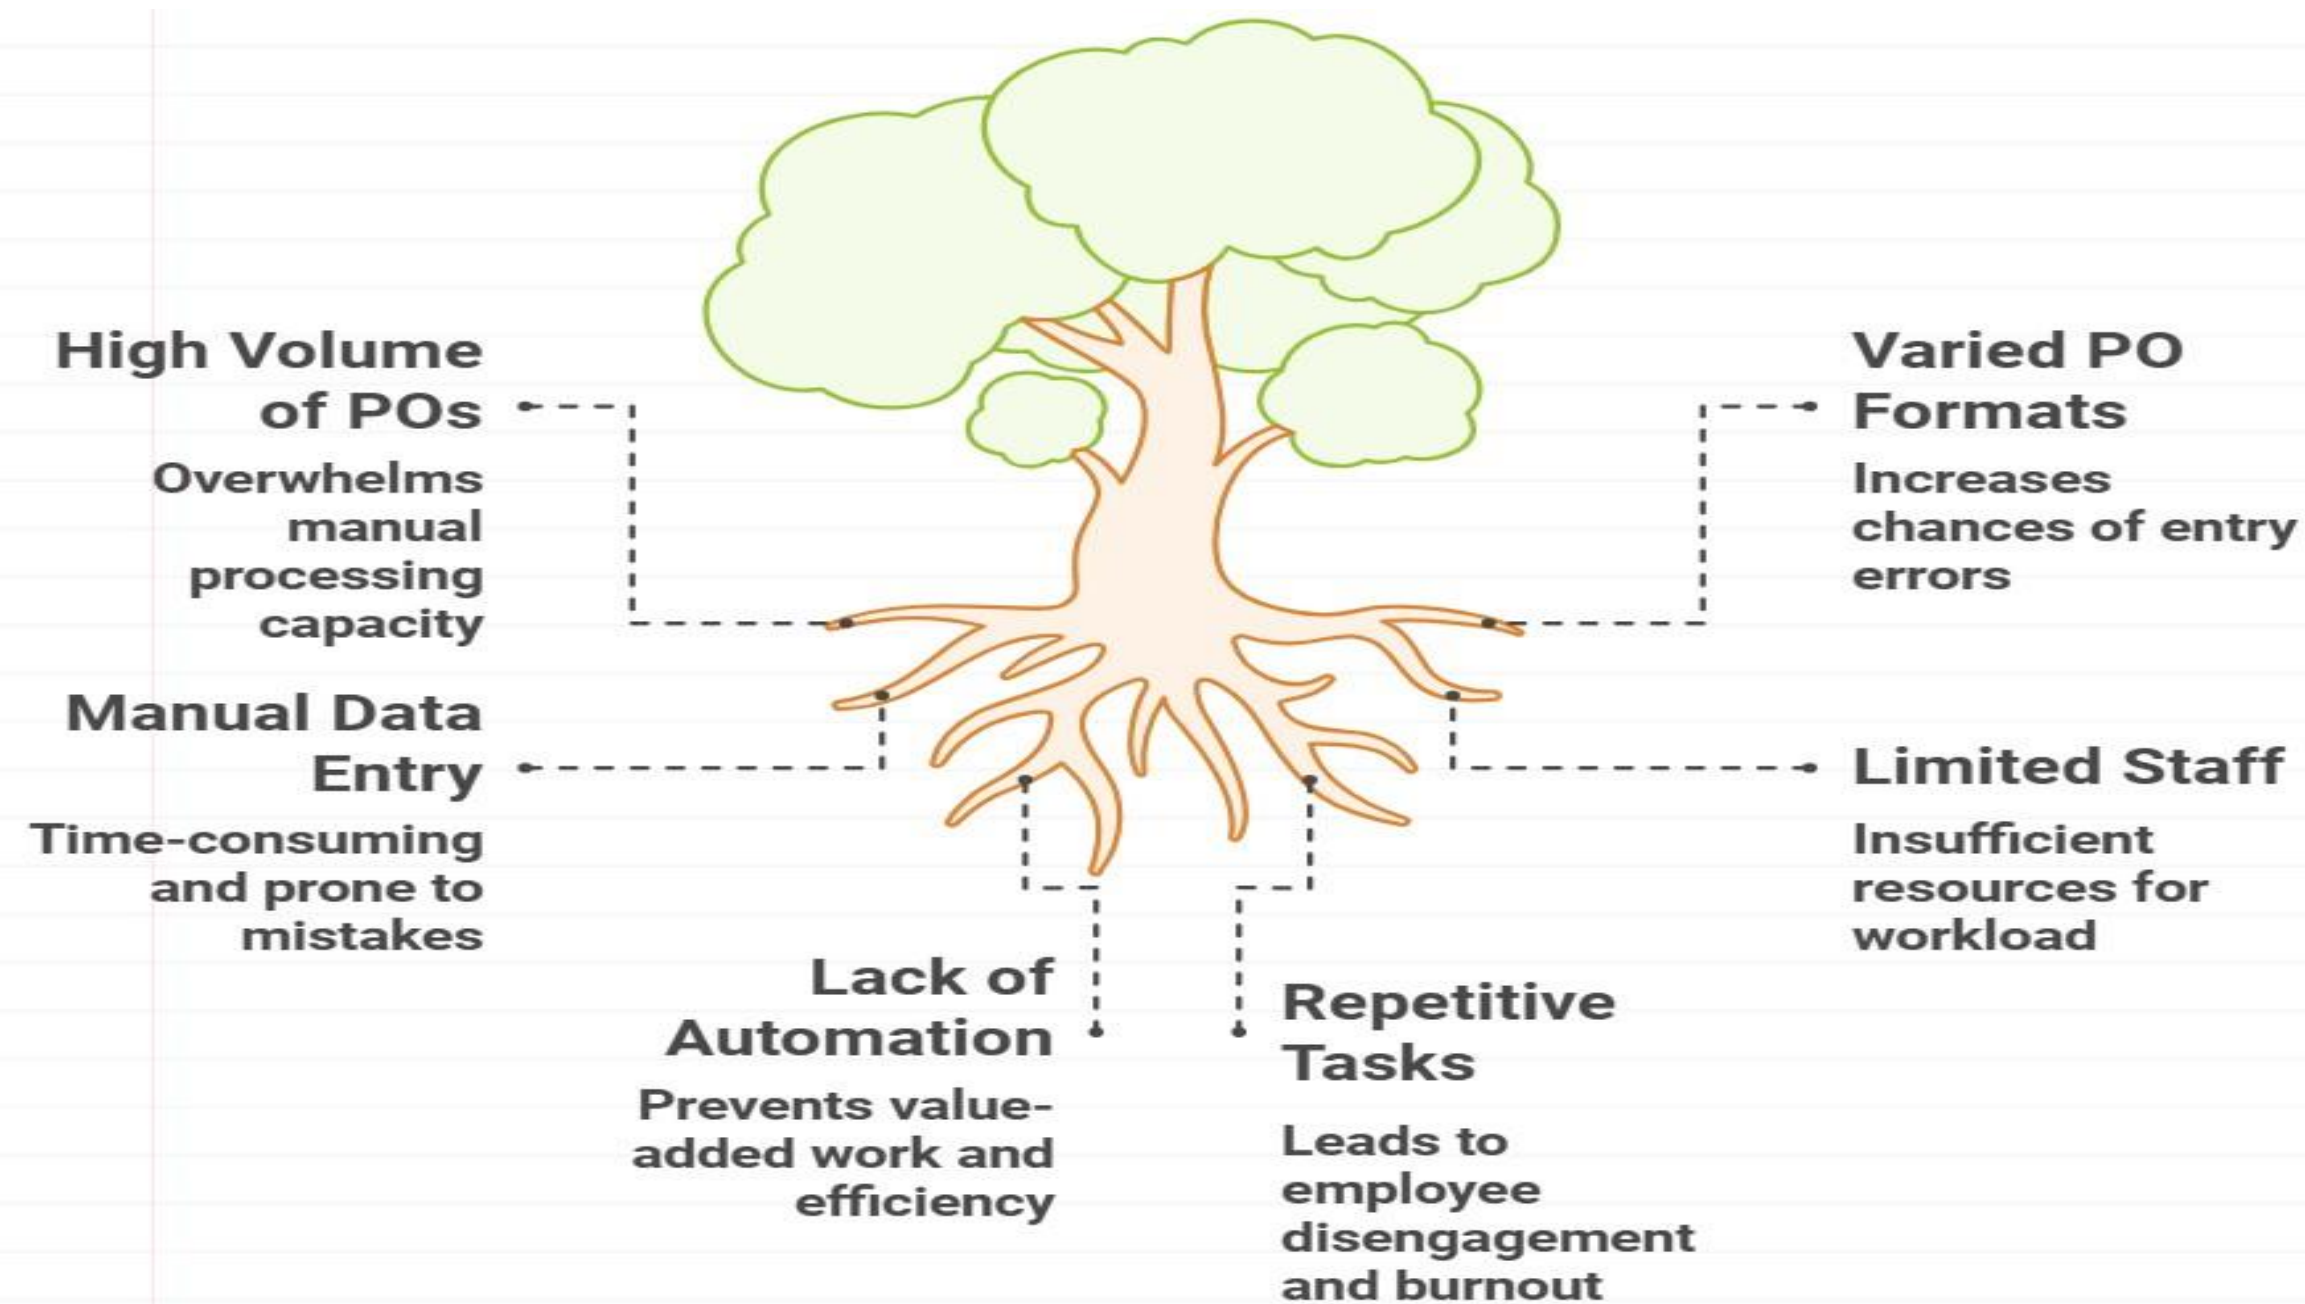 High Volume
of POs
Overwhelms
manual
processing
capacity
Manual Data
Entry
Time-consuming
and prone to
mistakes
Lack of
Automation
Prevents value-
added work and
efficiency
Repetitive
Tasks
Leads to
employee
disengagement
and burnout
Varied PO
Formats
Increases
chances of entry
errors
Limited Staff
Insufficient
resources for
workload